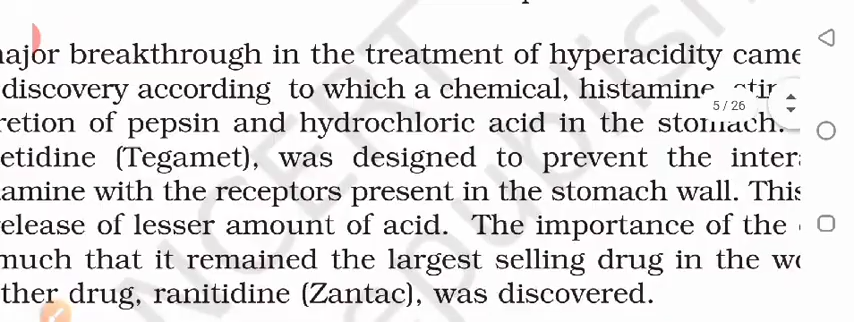 ajor breakthrough in the treatment of hyperacidity came
discovery according to which a chemical, histamine,
retion of pepsin and hydrochloric acid in the stomach.
etidine (Tegamet), was designed to prevent the inter
amine with the receptors present in the stomach wall. This
elease of lesser amount of acid. The importance of the
much that it remained the largest selling drug in the wo
ther drug, ranitidine (Zantac), was discovered.
5 / 26
NCERT
republish